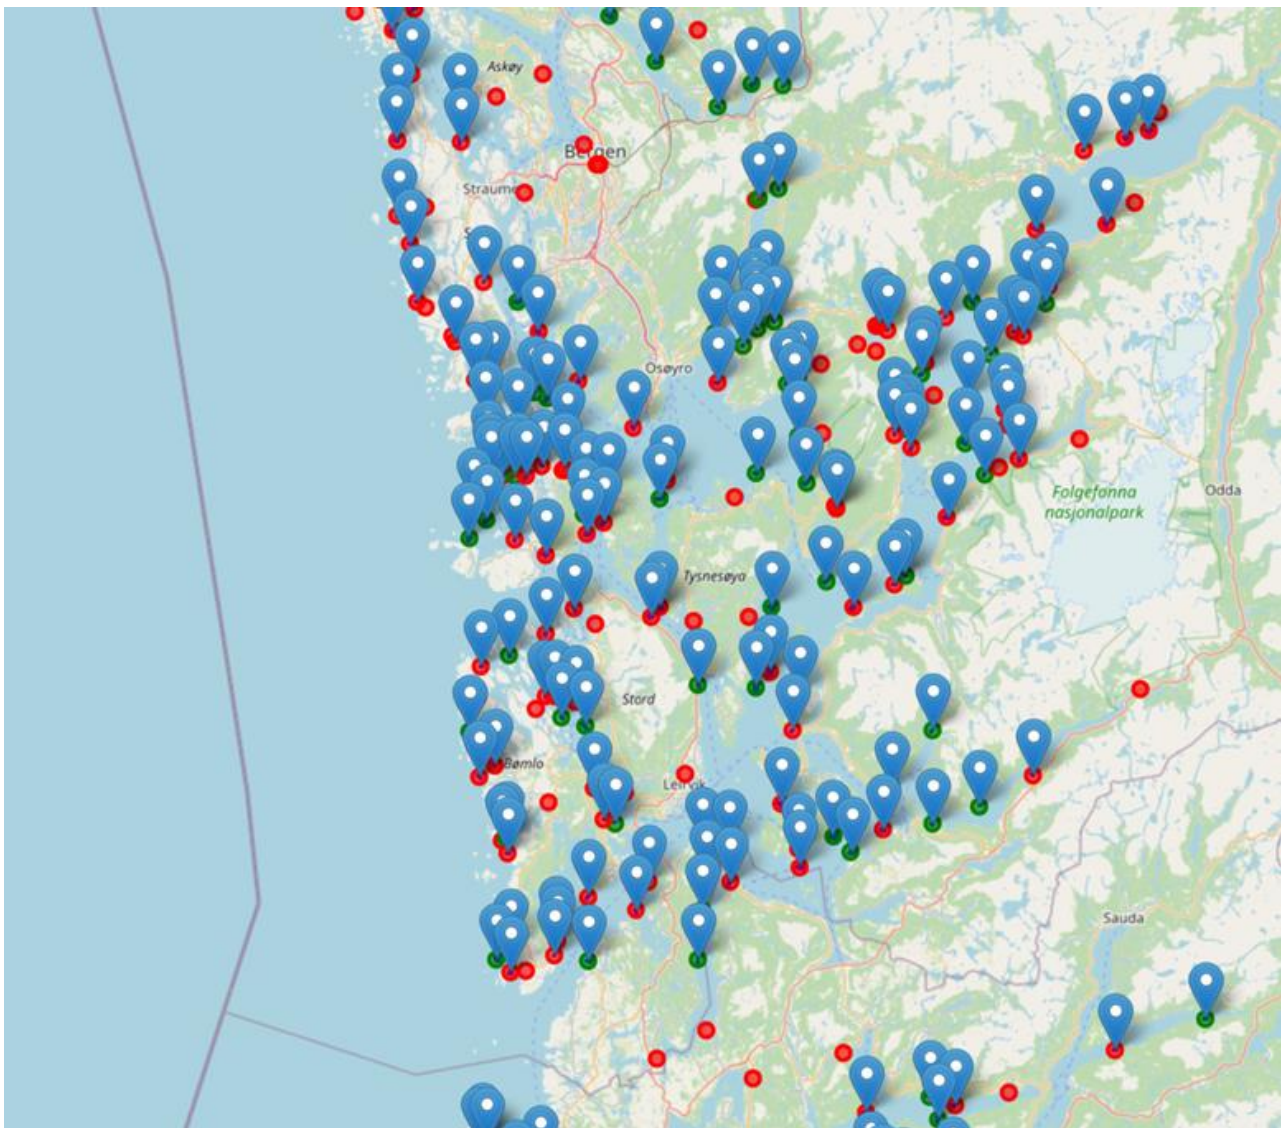 Askøy
Bergen
Straume
S
Osøyro
Folgefonna
nasjonalpark
Odda
Tysnesøya
Stord
Bømlo
Leirvik
Sauda